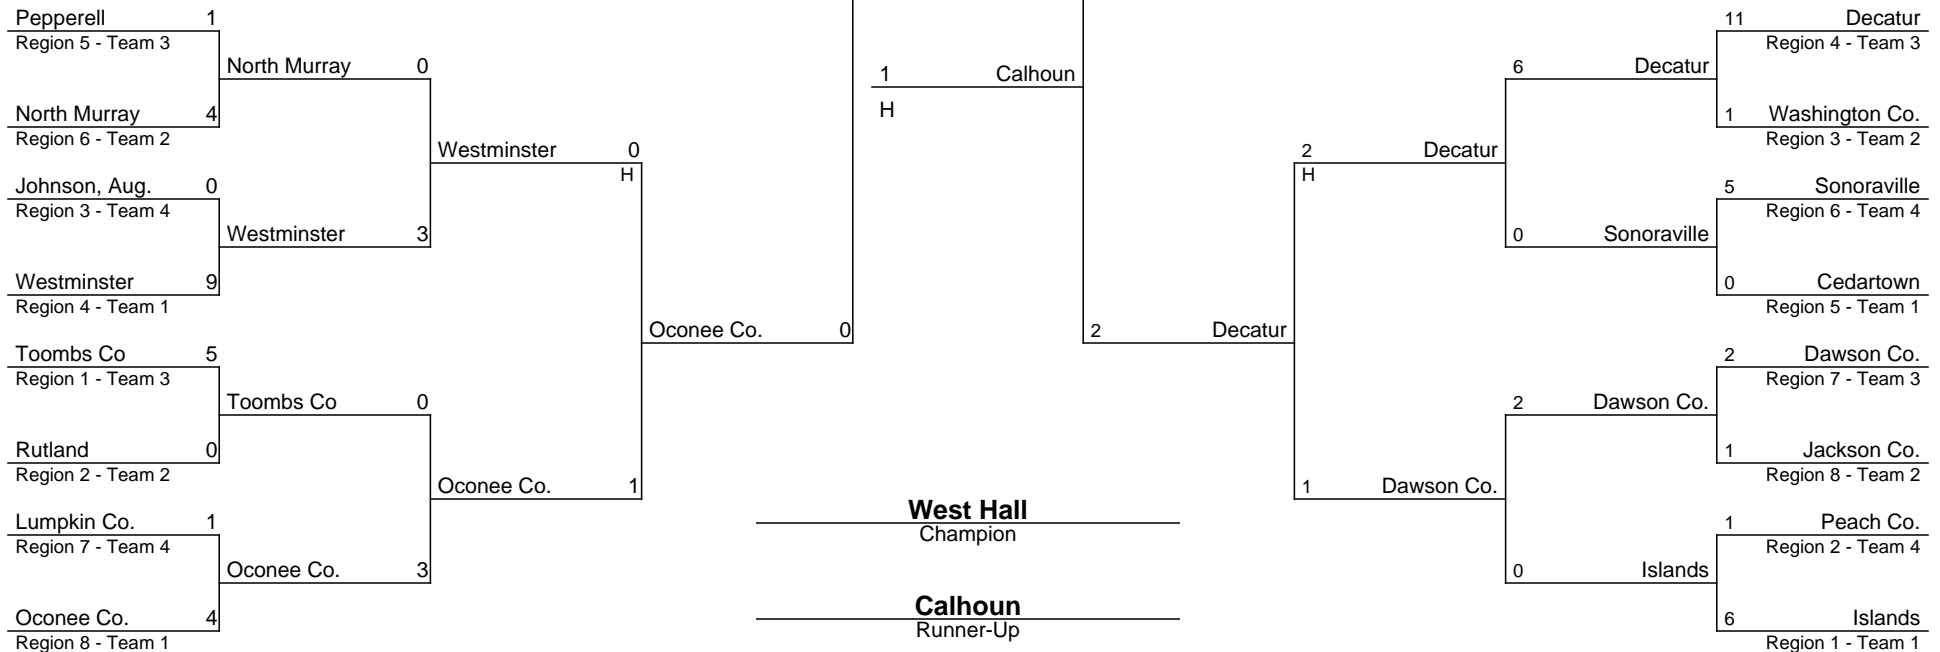 Pepperell 1
Region 5 - Team 3
North Murray 0
North Murray 4
Region 6 - Team 2
Westminster 0
H
Johnson, Aug. 0
Region 3 - Team 4
Westminster 3
Westminster 9
Region 4 - Team 1
Oconee Co. 0
Toombs Co 5
Region 1 - Team 3
Toombs Co 0
Rutland 0
Region 2 - Team 2
Oconee Co. 1
Lumpkin Co. 1
Region 7 - Team 4
Oconee Co. 3
Oconee Co. 4
Region 8 - Team 1
1 Calhoun
H
West Hall
Champion
Calhoun
Runner-Up
11 Decatur
Region 4 - Team 3
6 Decatur
1 Washington Co.
Region 3 - Team 2
2 Decatur
H
5 Sonoraville
Region 6 - Team 4
0 Sonoraville
0 Cedartown
Region 5 - Team 1
2 Decatur
2 Dawson Co.
Region 7 - Team 3
2 Dawson Co.
1 Jackson Co.
Region 8 - Team 2
1 Dawson Co.
1 Peach Co.
Region 2 - Team 4
0 Islands
6 Islands
Region 1 - Team 1